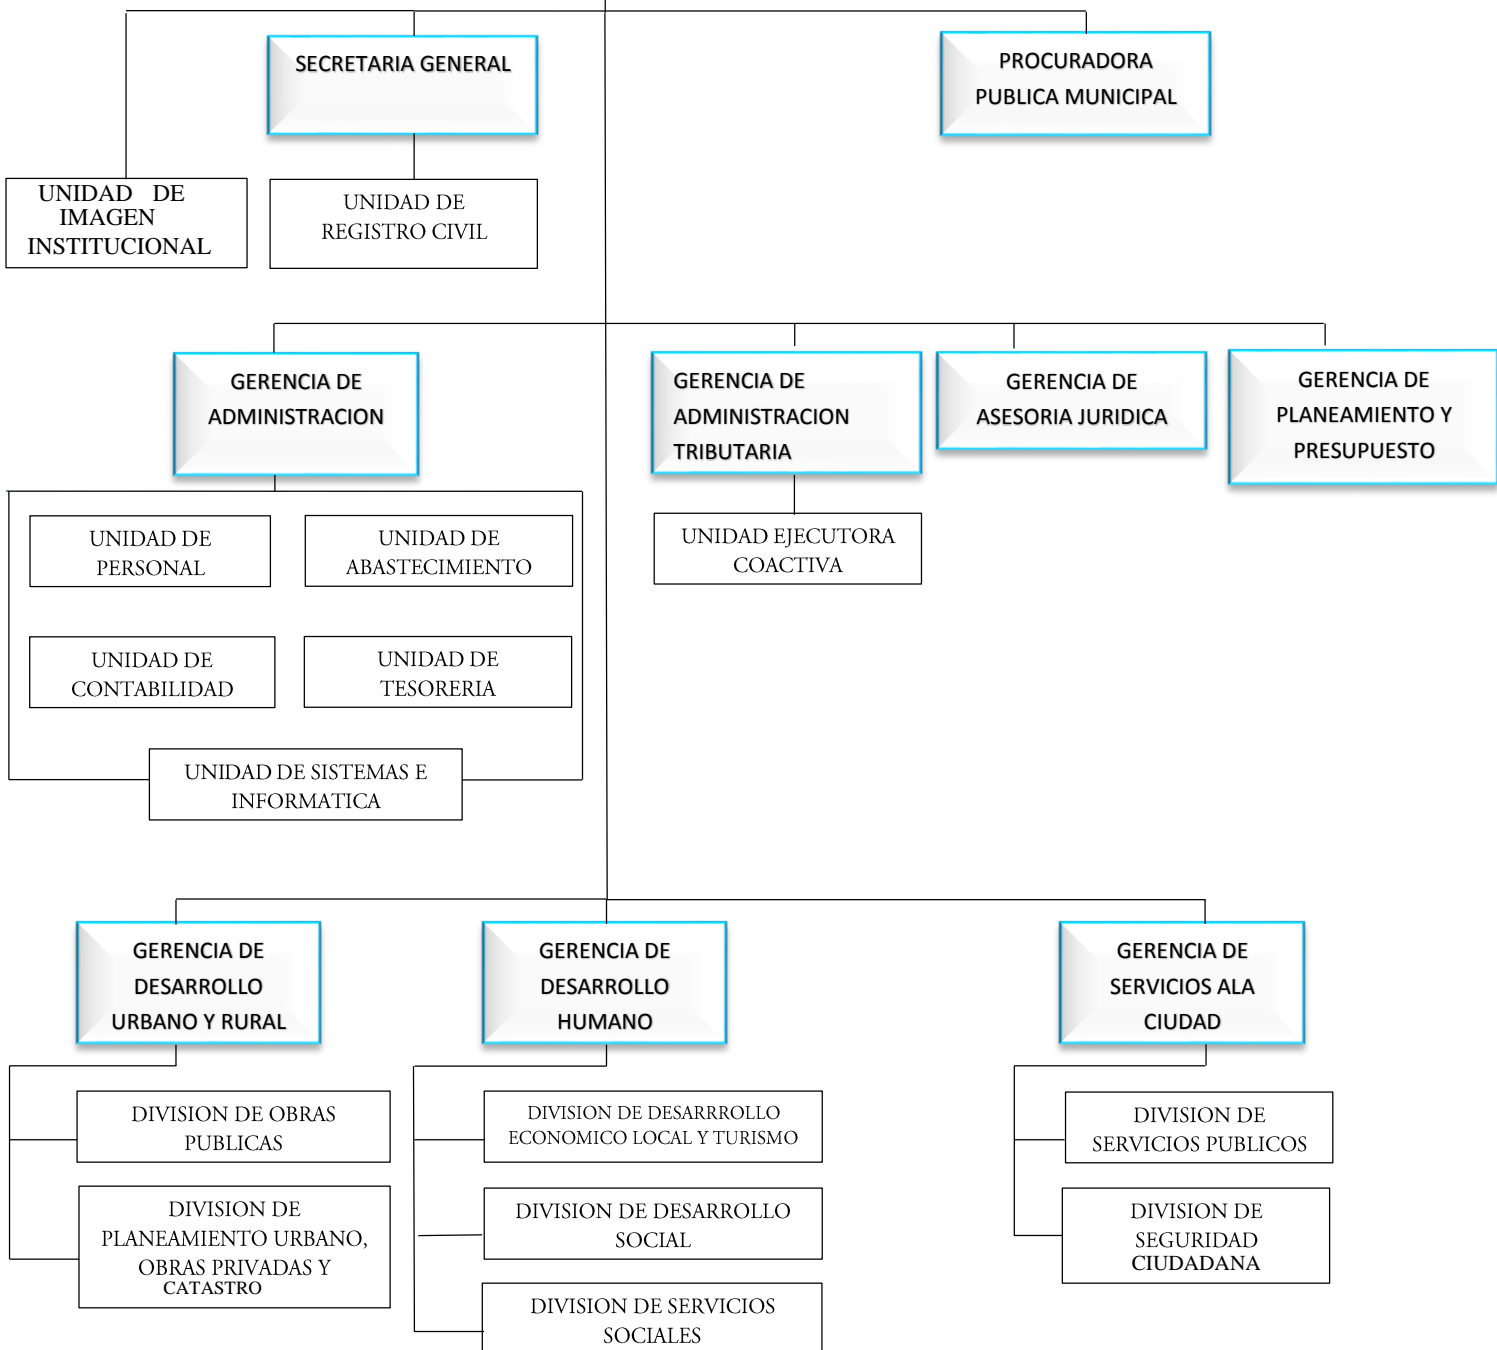 SECRETARIA GENERAL
PROCURADORA
PUBLICA MUNICIPAL
UNIDAD DE
IMAGEN
INSTITUCIONAL
UNIDAD DE
REGISTRO CIVIL
GERENCIA DE
ADMINISTRACION
GERENCIA DE
ADMINISTRACION
TRIBUTARIA
GERENCIA DE
ASESORIA JURIDICA
GERENCIA DE
PLANEAMIENTO Y
PRESUPUESTO
UNIDAD DE
PERSONAL
UNIDAD DE
ABASTECIMIENTO
UNIDAD EJECUTORA
COACTIVA
UNIDAD DE
CONTABILIDAD
UNIDAD DE
TESORERIA
UNIDAD DE SISTEMAS E
INFORMATICA
GERENCIA DE
DESARROLLO
URBANO Y RURAL
GERENCIA DE
DESARROLLO
HUMANO
GERENCIA DE
SERVICIOS ALA
CIUDAD
DIVISION DE OBRAS
PUBLICAS
DIVISION DE
PLANEAMIENTO URBANO,
OBRAS PRIVADAS Y
CATASTRO
DIVISION DE DESARRROLLO
ECONOMICO LOCAL Y TURISMO
DIVISION DE DESARROLLO
SOCIAL
DIVISION DE SERVICIOS
SOCIALES
DIVISION DE
SERVICIOS PUBLICOS
DIVISION DE
SEGURIDAD
CIUDADANA